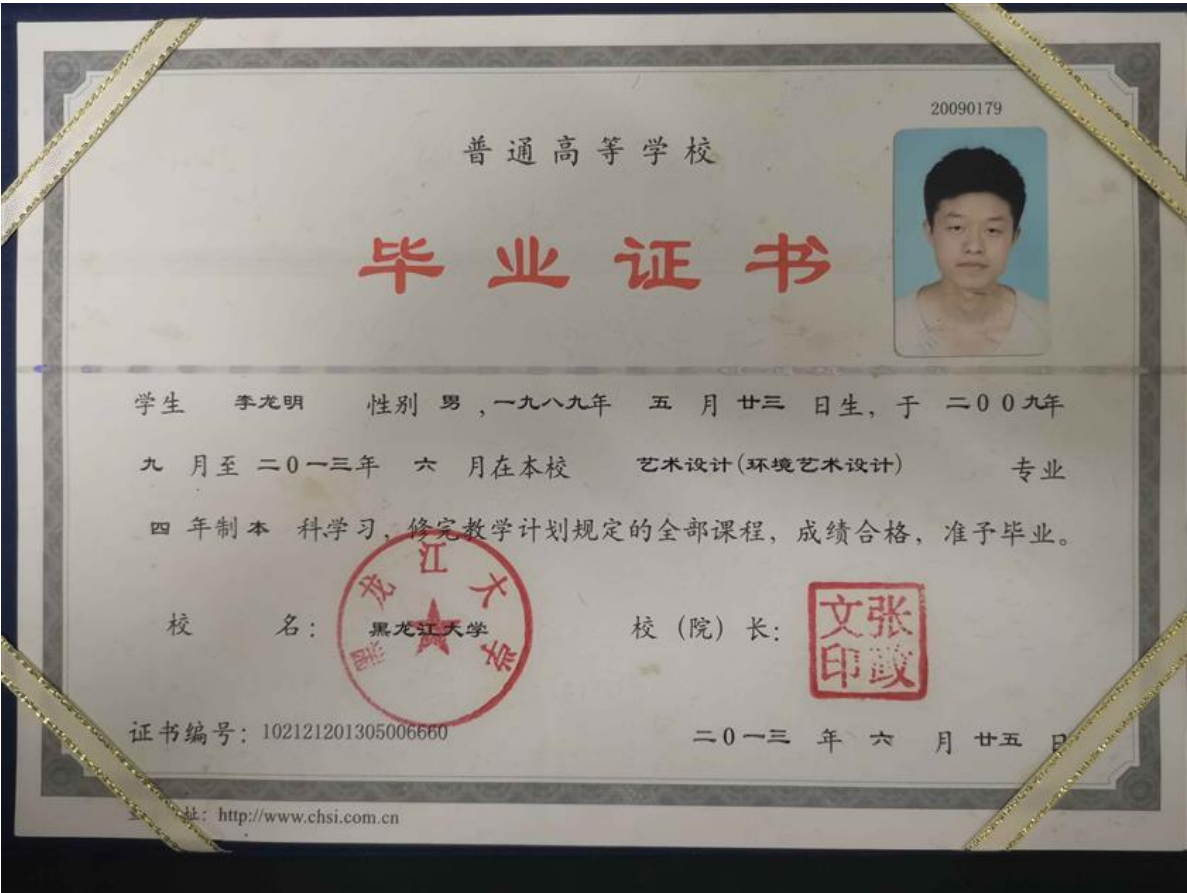 20090179
普通高等学校
毕业证书
学生 李龙明 性别 男 ,一九八九年 五 月 廿三 日生, 于 二00九年
九 月至 二0一三年 六 月在本校 艺术设计(环境艺术设计) 专业
四 年制 本 科学习, 修完教学计划规定的全部课程, 成绩合格, 准予毕业。
校 名: 黑龙江大学 校 (院) 长:
黑龙江大学
张政文印
证书编号: 102121201305006660 二0一三 年 六 月 廿五 日
址: http://www.chsi.com.cn